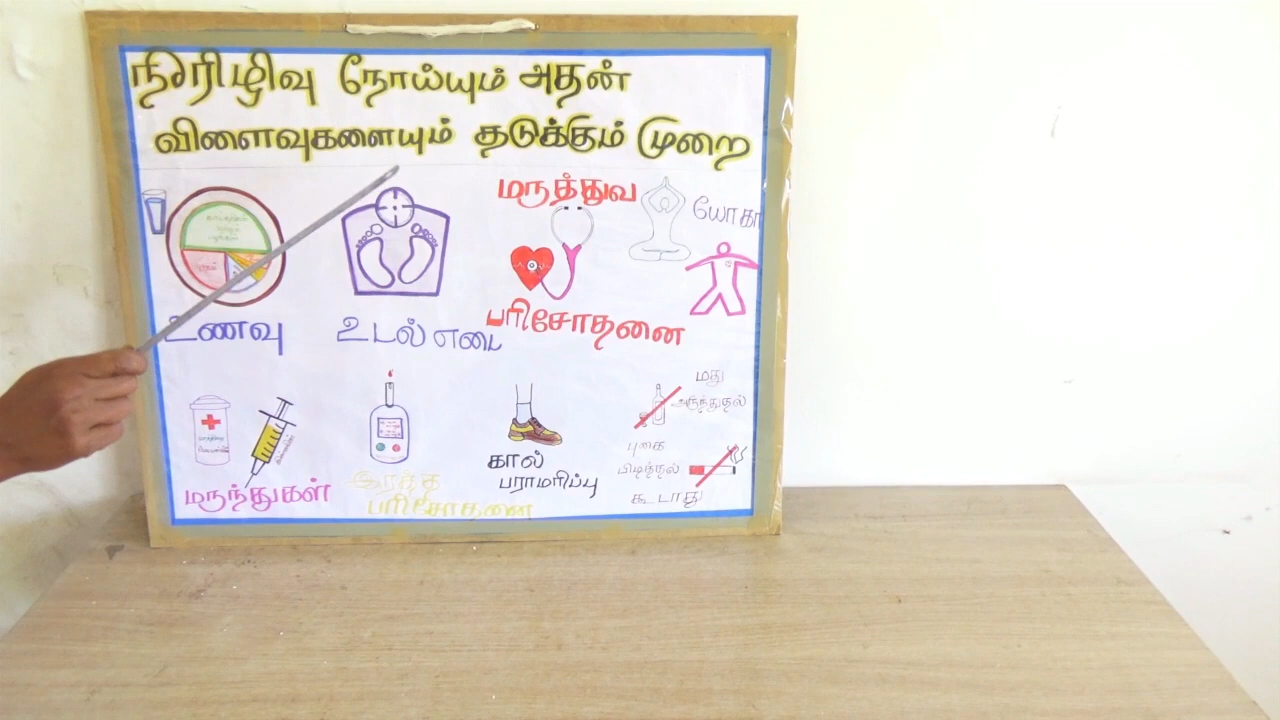 நீரிழிவு நோய்யும் அதன்
விளைவுகளையும் தடுக்கும் முறை
மருத்துவ
பரிசோதனை
யோகா
உணவு
உடல் எடை
மருந்துகள்
இரத்த
பரிசோதனை
கால்
பராமரிப்பு
மது
அருந்துதல்
புகை
பிடித்தல்
கூடாது